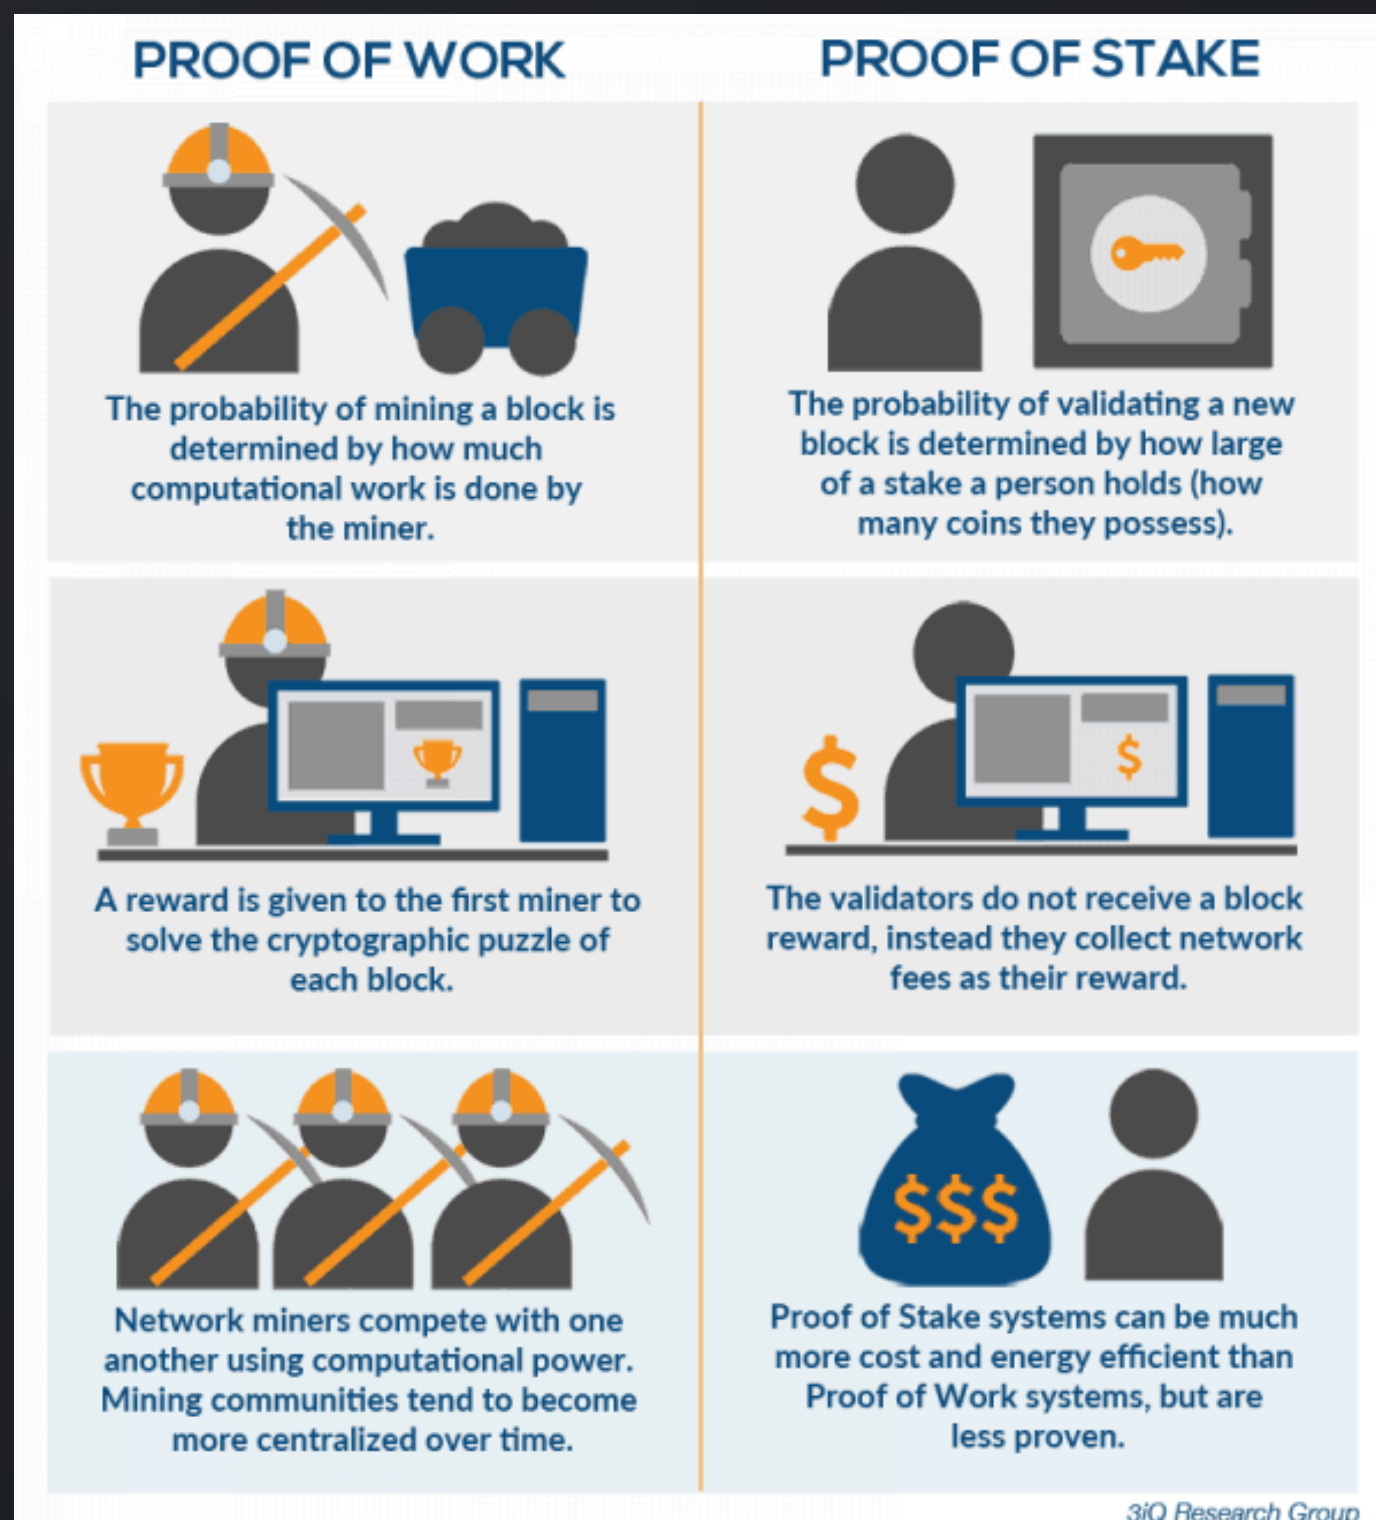 PROOF OF WORK
The probability of mining a block is
determined by how much
computational work is done by
the miner.
A reward is given to the first miner to
solve the cryptographic puzzle of
each block.
Network miners compete with one
another using computational power.
Mining communities tend to become
more centralized over time.
PROOF OF STAKE
The probability of validating a new
block is determined by how large
of a stake a person holds (how
many coins they possess).
$
$
The validators do not receive a block
reward, instead they collect network
fees as their reward.
$$$
Proof of Stake systems can be much
more cost and energy efficient than
Proof of Work systems, but are
less proven.
3iQ Research Group